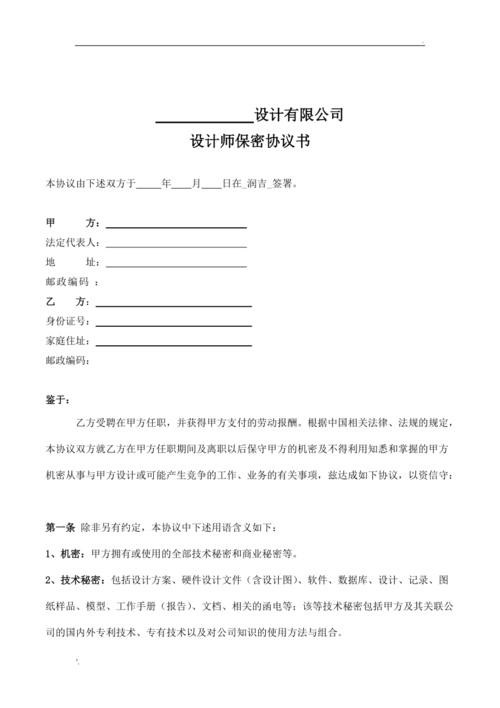 ____________设计有限公司
设计师保密协议书
本协议由下述双方于_____年____月____日在_润吉_签署。
甲　　方：____________________
法定代表人：____________________
地　　址：____________________
邮政编码 ：
乙　　方：____________________
身份证号：____________________
家庭住址：____________________
邮政编码：
鉴于：
乙方受聘在甲方任职，并获得甲方支付的劳动报酬。根据中国相关法律、法规的规定，
本协议双方就乙方在甲方任职期间及离职以后保守甲方的机密及不得利用知悉和掌握的甲方
机密从事与甲方设计或可能产生竞争的工作、业务的有关事项，兹达成如下协议，以资信守：
第一条 除非另有约定，本协议中下述用语含义如下：
1、机密：甲方拥有或使用的全部技术秘密和商业秘密等。
2、技术秘密：包括设计方案、硬件设计文件（含设计图）、软件、数据库、设计、记录、图
纸样品、模型、工作手册（报告）、文档、相关的函电等；该等技术秘密包括甲方及其关联公
司的国内外专利技术、专有技术以及对公司知识的使用方法与组合。